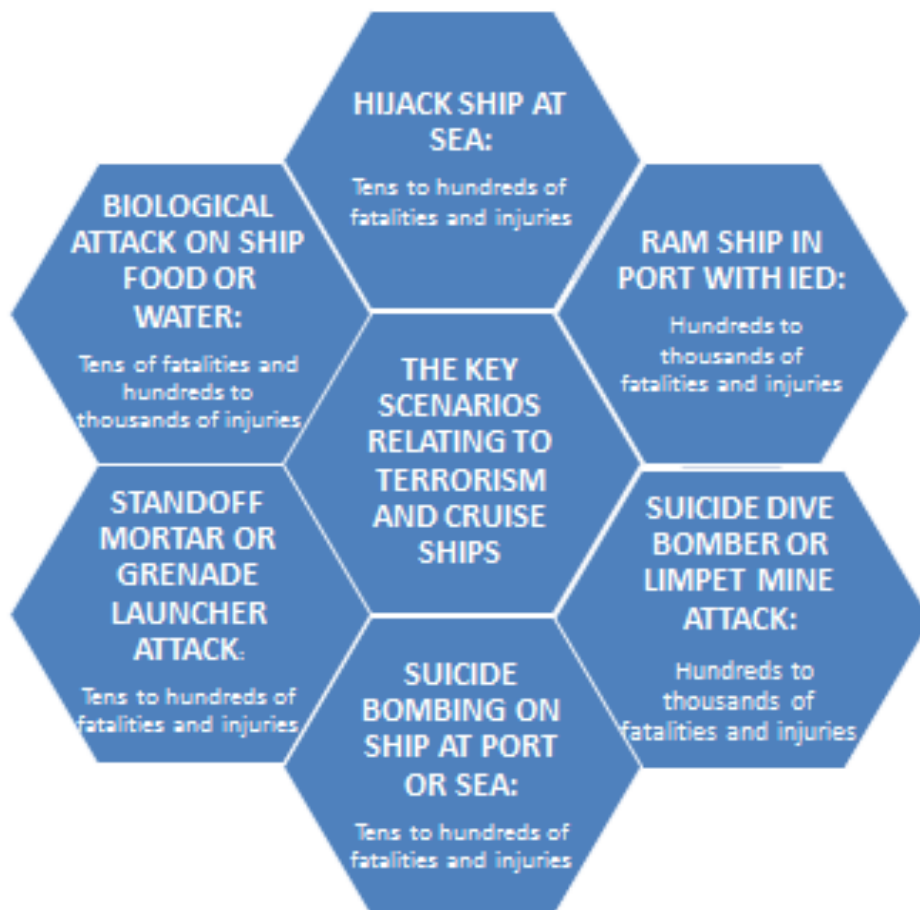 HIJACK SHIP AT
SEA:
Tens to hundreds of
fatalities and injuries
RAM SHIP IN
PORT WITH IED:
Hundreds to
thousands of
fatalities and injuries
SUICIDE DIVE
BOMBER OR
LIMPET MINE
ATTACK:
Hundreds to
thousands of
fatalities and injuries
SUICIDE
BOMBING ON
SHIP AT PORT
OR SEA:
Tens to hundreds of
fatalities and injuries
STANDOFF
MORTAR OR
GRENADE
LAUNCHER
ATTACK:
Tens to hundreds of
fatalities and injuries
BIOLOGICAL
ATTACK ON SHIP
FOOD OR
WATER:
Tens of fatalities and
hundreds to
thousands of injuries
THE KEY
SCENARIOS
RELATING TO
TERRORISM
AND CRUISE
SHIPS